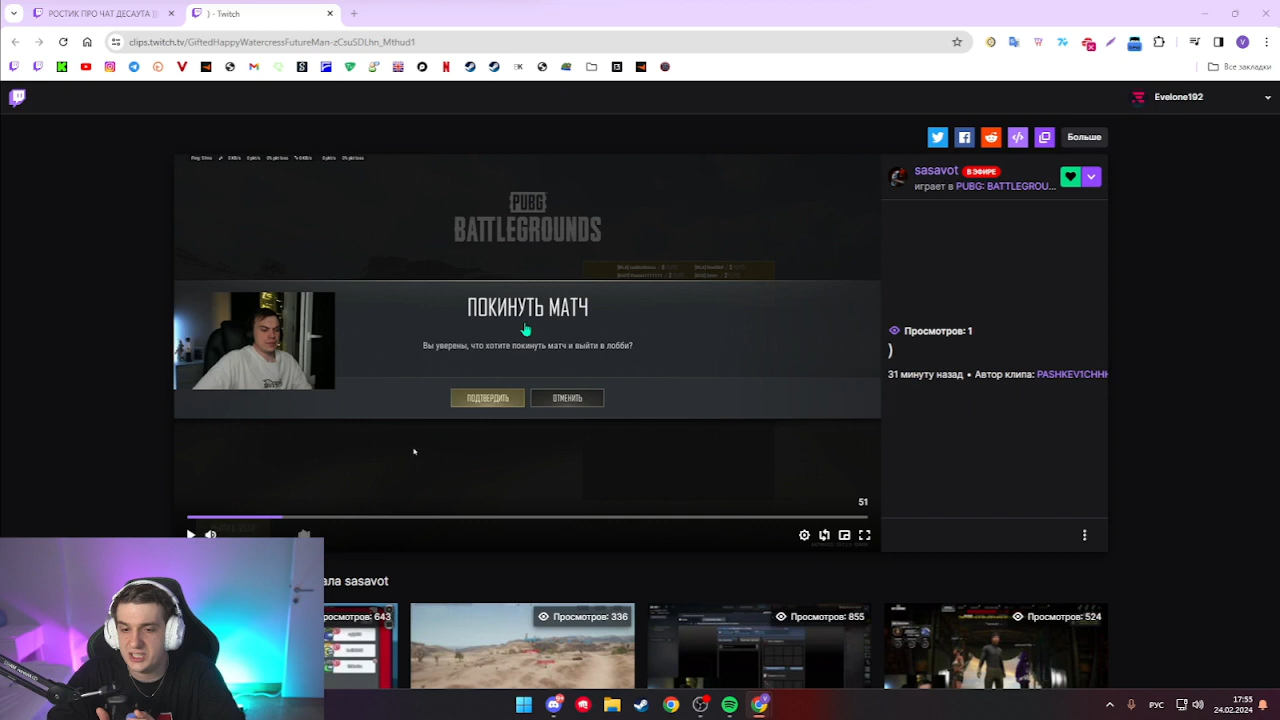 РОСТИК ПРО ЧАТ ДЕСАУТА
) - Twitch
clips.twitch.tv/GiftedHappyWatercressFutureMan-zCsuSDLhn_Mthud1
Все закладки
Evelone192
Больше
PUBG
BATTLEGROUNDS
sasavot
В ЭФИРЕ
играет в PUBG: BATTLEGROU...
ПОКИНУТЬ МАТЧ
Вы уверены, что хотите покинуть матч и выйти в лобби?
ПОДТВЕРДИТЬ
ОТМЕНИТЬ
Просмотров: 1
)
31 минуту назад • Автор клипа: PASHKEV1CHHH
51
ала sasavot
росмотров: 643
Просмотров: 336
Просмотров: 855
Просмотров: 524
РУС
17:55
24.02.2024